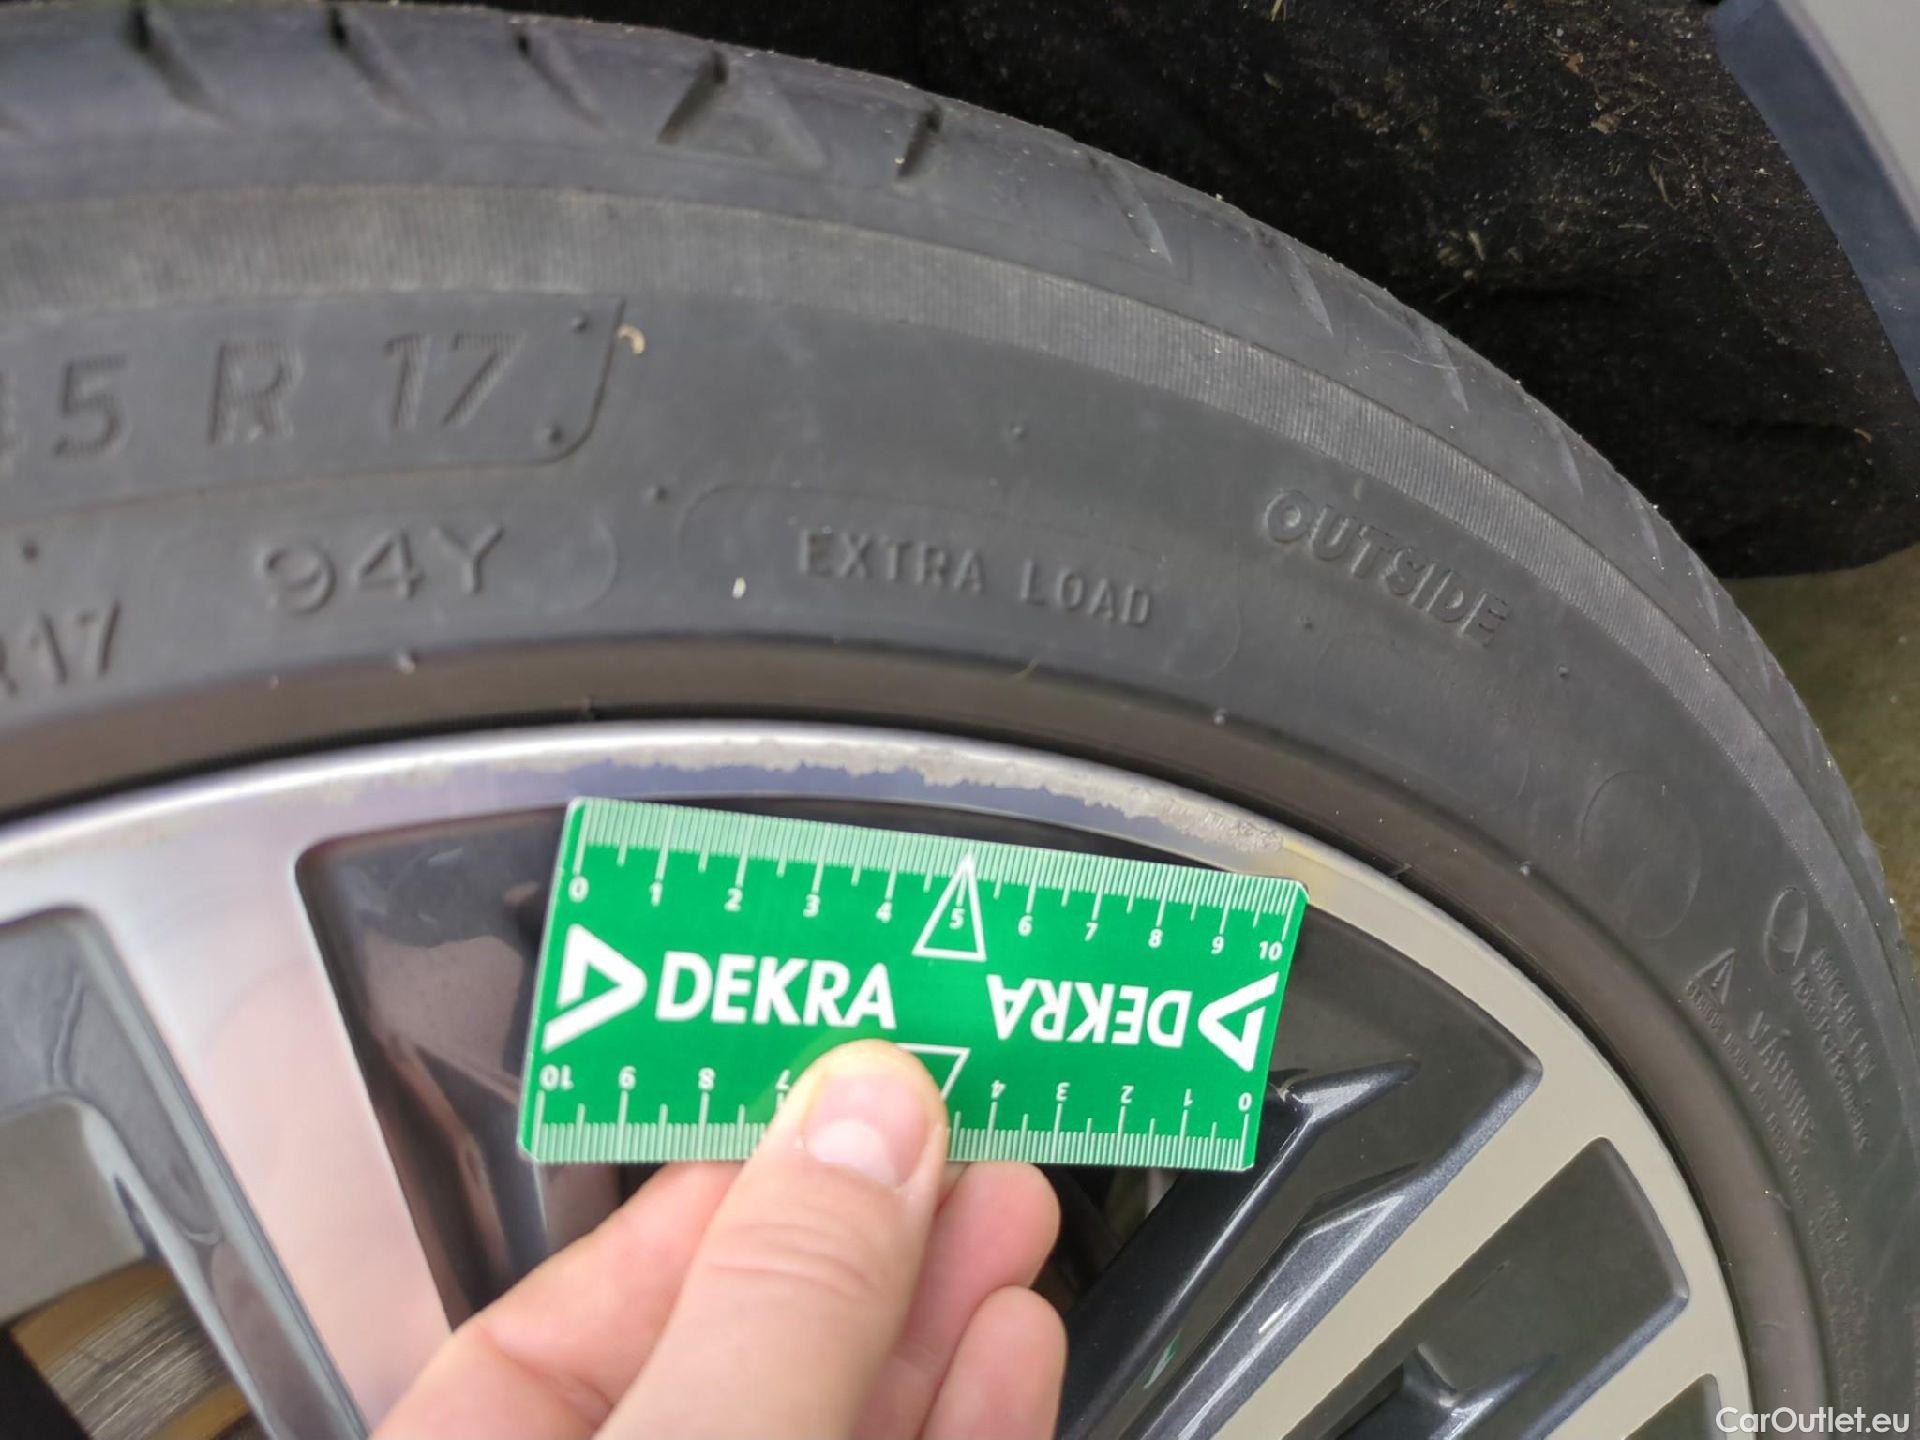 45 R 17
R17 94Y
EXTRA LOAD
OUTSIDE
0 1 2 3 4 5 6 7 8 9 10
DEKRA
DEKRA
0 1 2 3 4 7 8 9 10
CarOutlet.eu